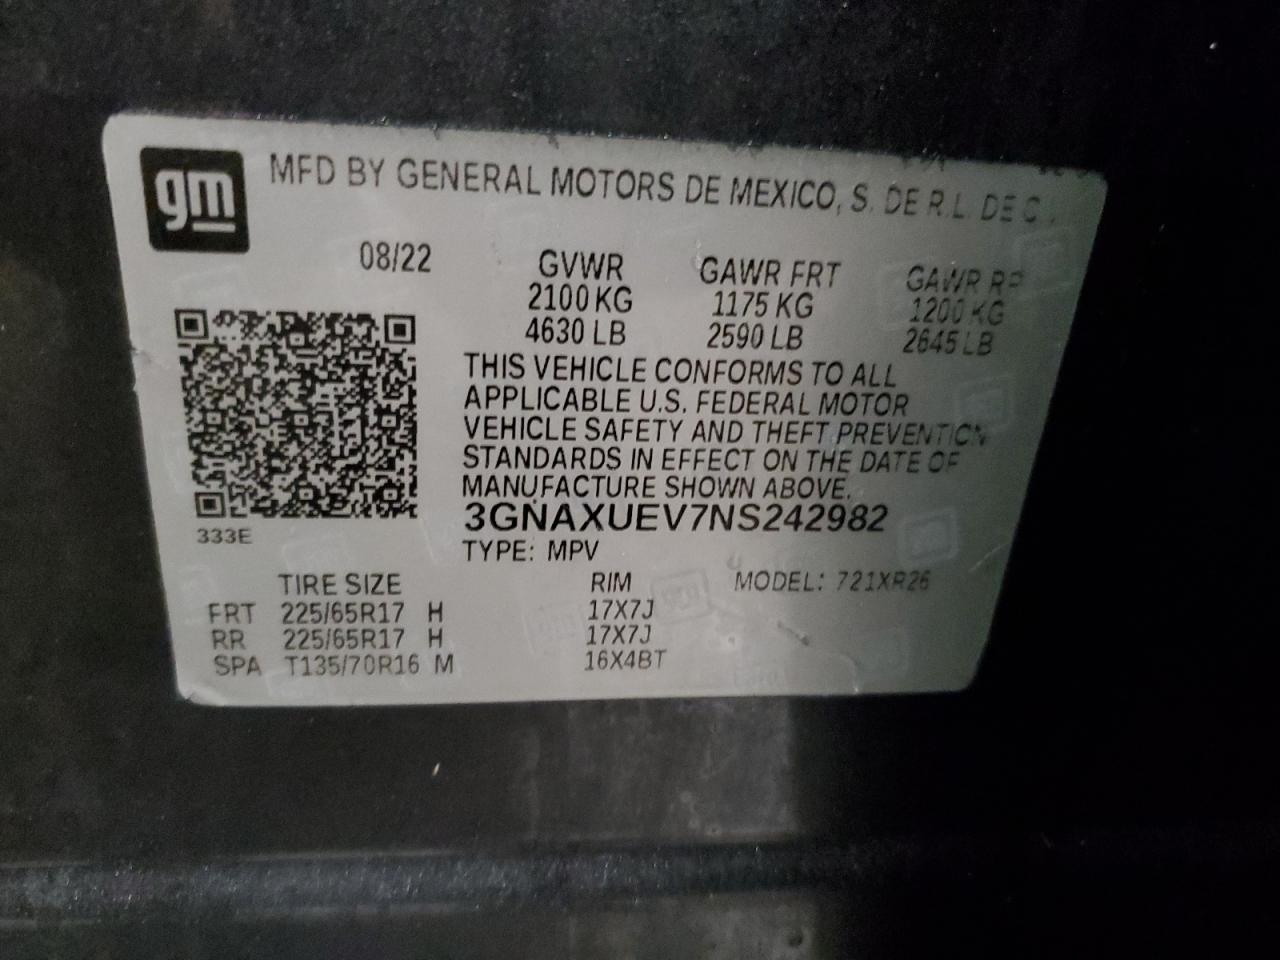 gm
MFD BY GENERAL MOTORS DE MEXICO, S. DE R.L. DE C.
08/22
GVWR GAWR FRT GAWR RR
2100 KG 1175 KG 1200 KG
4630 LB 2590 LB 2645 LB
THIS VEHICLE CONFORMS TO ALL
APPLICABLE U.S. FEDERAL MOTOR
VEHICLE SAFETY AND THEFT PREVENTION
STANDARDS IN EFFECT ON THE DATE OF
MANUFACTURE SHOWN ABOVE.
3GNAXUEV7NS242982
333E
TYPE: MPV
TIRE SIZE RIM MODEL: 721XR26
FRT 225/65R17 H 17X7J
RR 225/65R17 H 17X7J
SPA T135/70R16 M 16X4BT